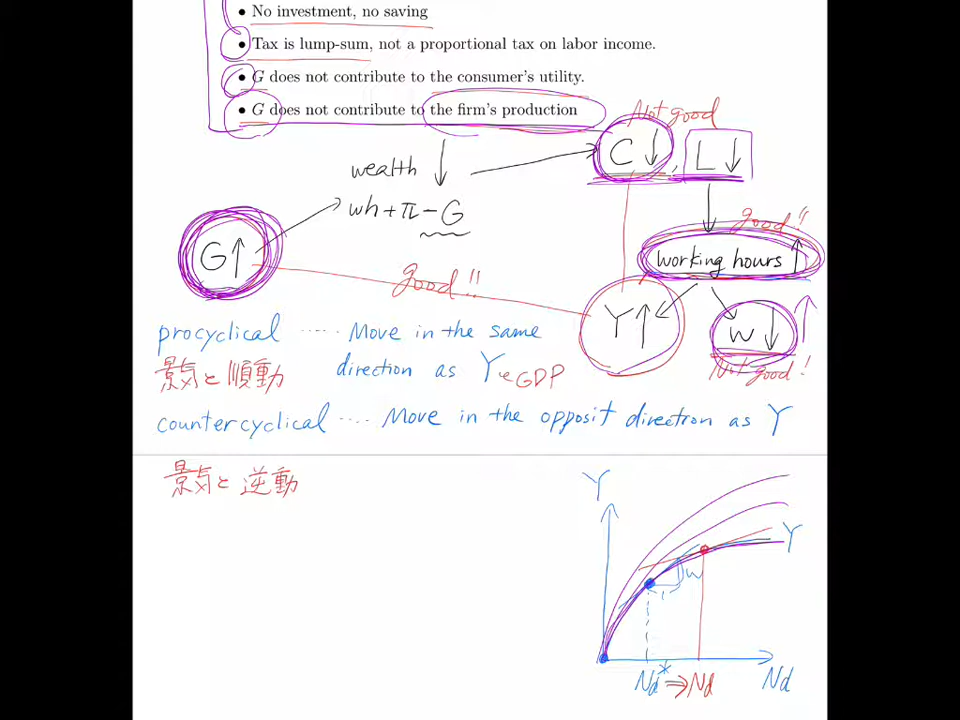 • No investment, no saving
• Tax is lump-sum, not a proportional tax on labor income.
• G does not contribute to the consumer's utility.
• G does not contribute to the firm's production
Not good
wealth ↓
C ↓, L ↓
wh+π-G
good!!
G↑
working hours ↑
good!!
Y↑
w↓ ↑
procyclical ····· Move in the same
景気と順動
direction as Y ← GDP
Not good!
countercyclical ···· Move in the opposit direction as Y
景気と逆動
Y
Y
w
Nd* ⇒ Nd
Nd